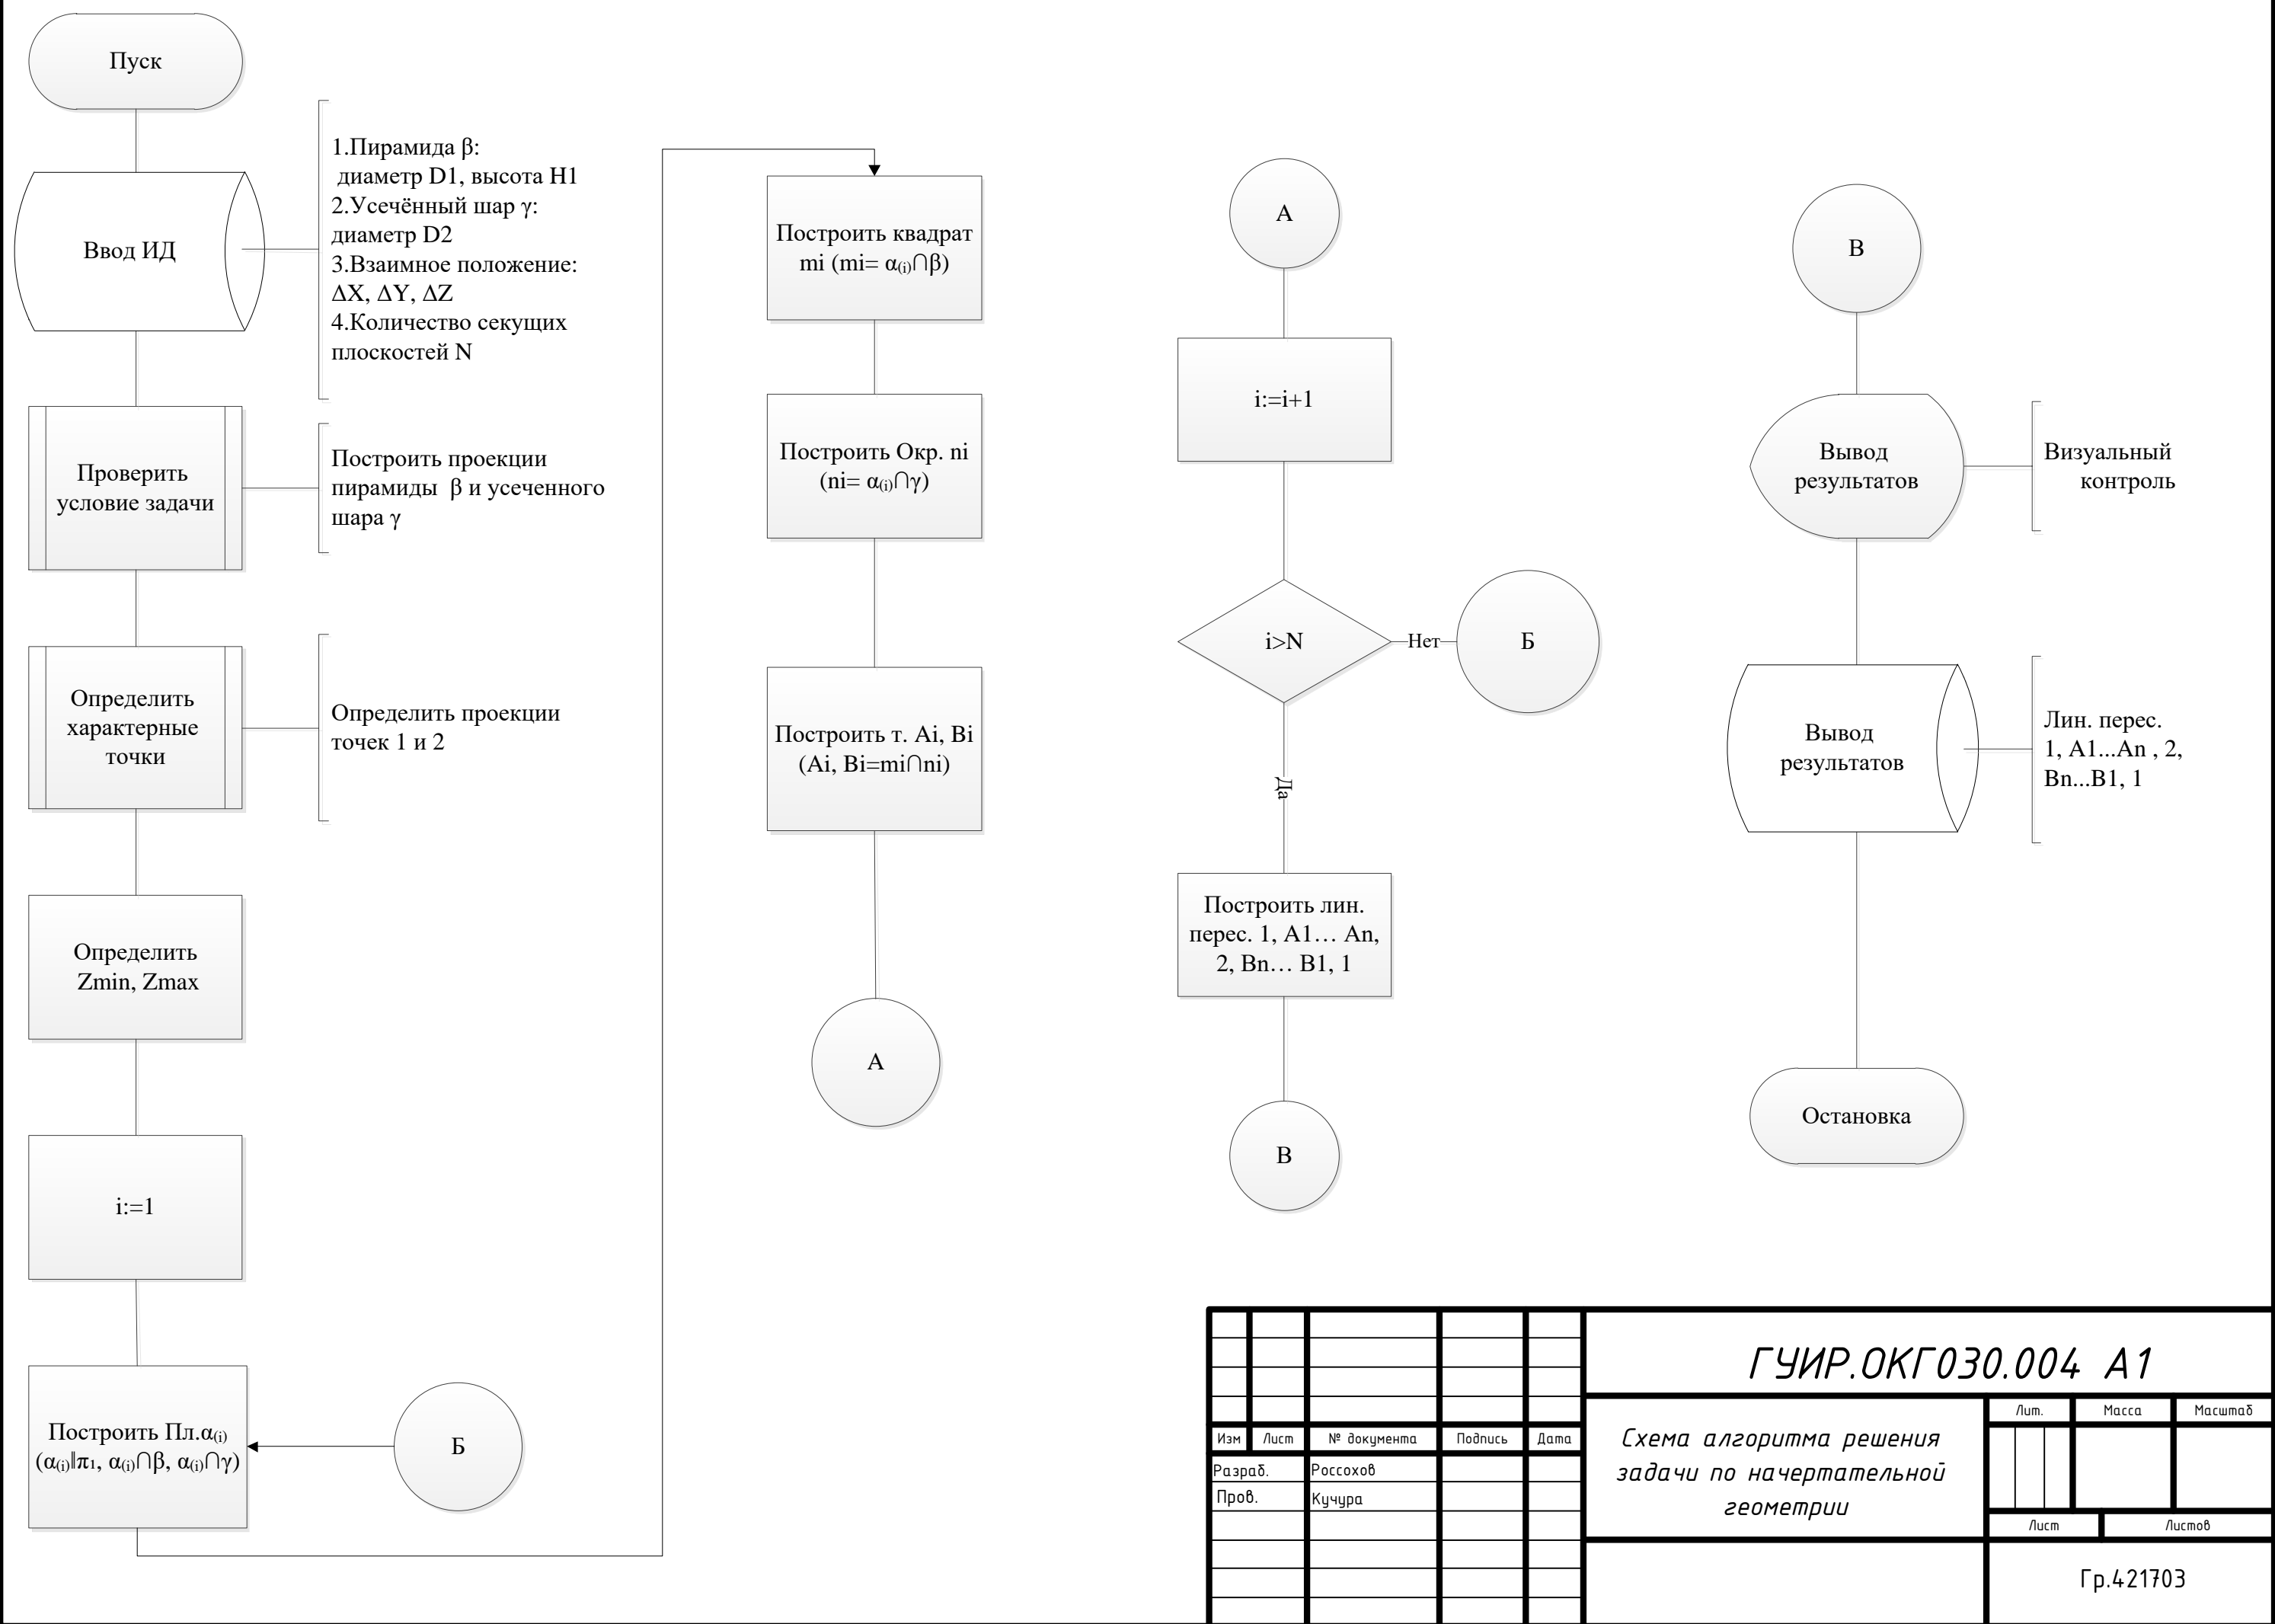 Пуск
Ввод ИД
1.Пирамида β:
диаметр D1, высота H1
2.Усечённый шар γ:
диаметр D2
3.Взаимное положение:
ΔX, ΔY, ΔZ
4.Количество секущих
плоскостей N
Проверить
условие задачи
Построить проекции
пирамиды β и усеченного
шара γ
Определить
характерные
точки
Определить проекции
точек 1 и 2
Определить
Zmin, Zmax
i:=1
Построить Пл.α₍ᵢ₎
(α₍ᵢ₎‖π₁, α₍ᵢ₎∩β, α₍ᵢ₎∩γ)
Б
Построить квадрат
mi (mi= α₍ᵢ₎∩β)
Построить Окр. ni
(ni= α₍ᵢ₎∩γ)
Построить т. Ai, Bi
(Ai, Bi=mi∩ni)
А
А
i:=i+1
i>N
Нет
Б
Да
Построить лин.
перес. 1, A1… An,
2, Bn… B1, 1
В
В
Вывод
результатов
Визуальный
контроль
Вывод
результатов
Лин. перес.
1, A1...An , 2,
Bn...B1, 1
Остановка
ГУИР.ОКГ030.004 А1
Изм Лист № документа Подпись Дата
Разраб. Россохов
Пров. Кучура
Схема алгоритма решения
задачи по начертательной
геометрии
Лит. Масса Масштаб
Лист Листов
Гр.421703